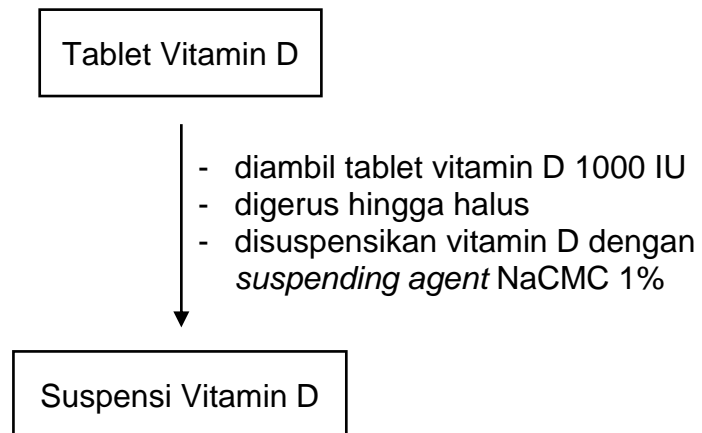 Tablet Vitamin D
- diambil tablet vitamin D 1000 IU
- digerus hingga halus
- disuspensikan vitamin D dengan
suspending agent NaCMC 1%
Suspensi Vitamin D